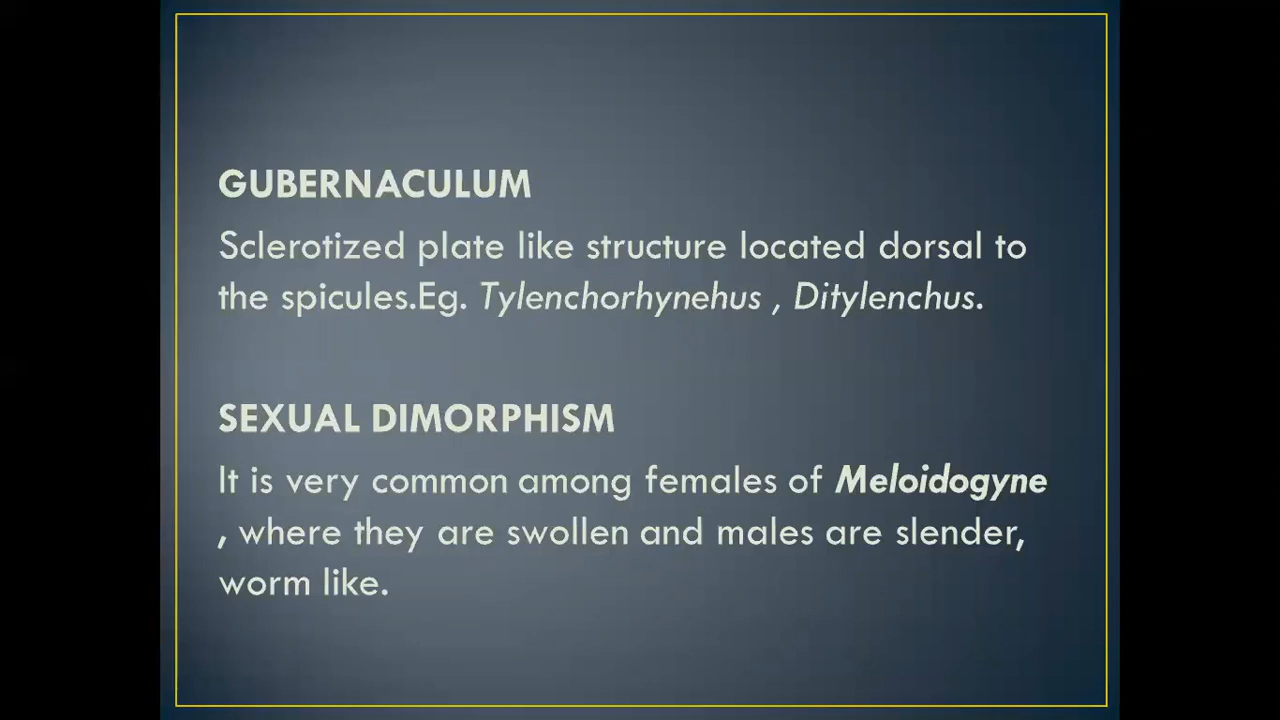 GUBERNACULUM
Sclerotized plate like structure located dorsal to
the spicules.Eg. Tylenchorhynehus , Ditylenchus.
SEXUAL DIMORPHISM
It is very common among females of Meloidogyne
, where they are swollen and males are slender,
worm like.